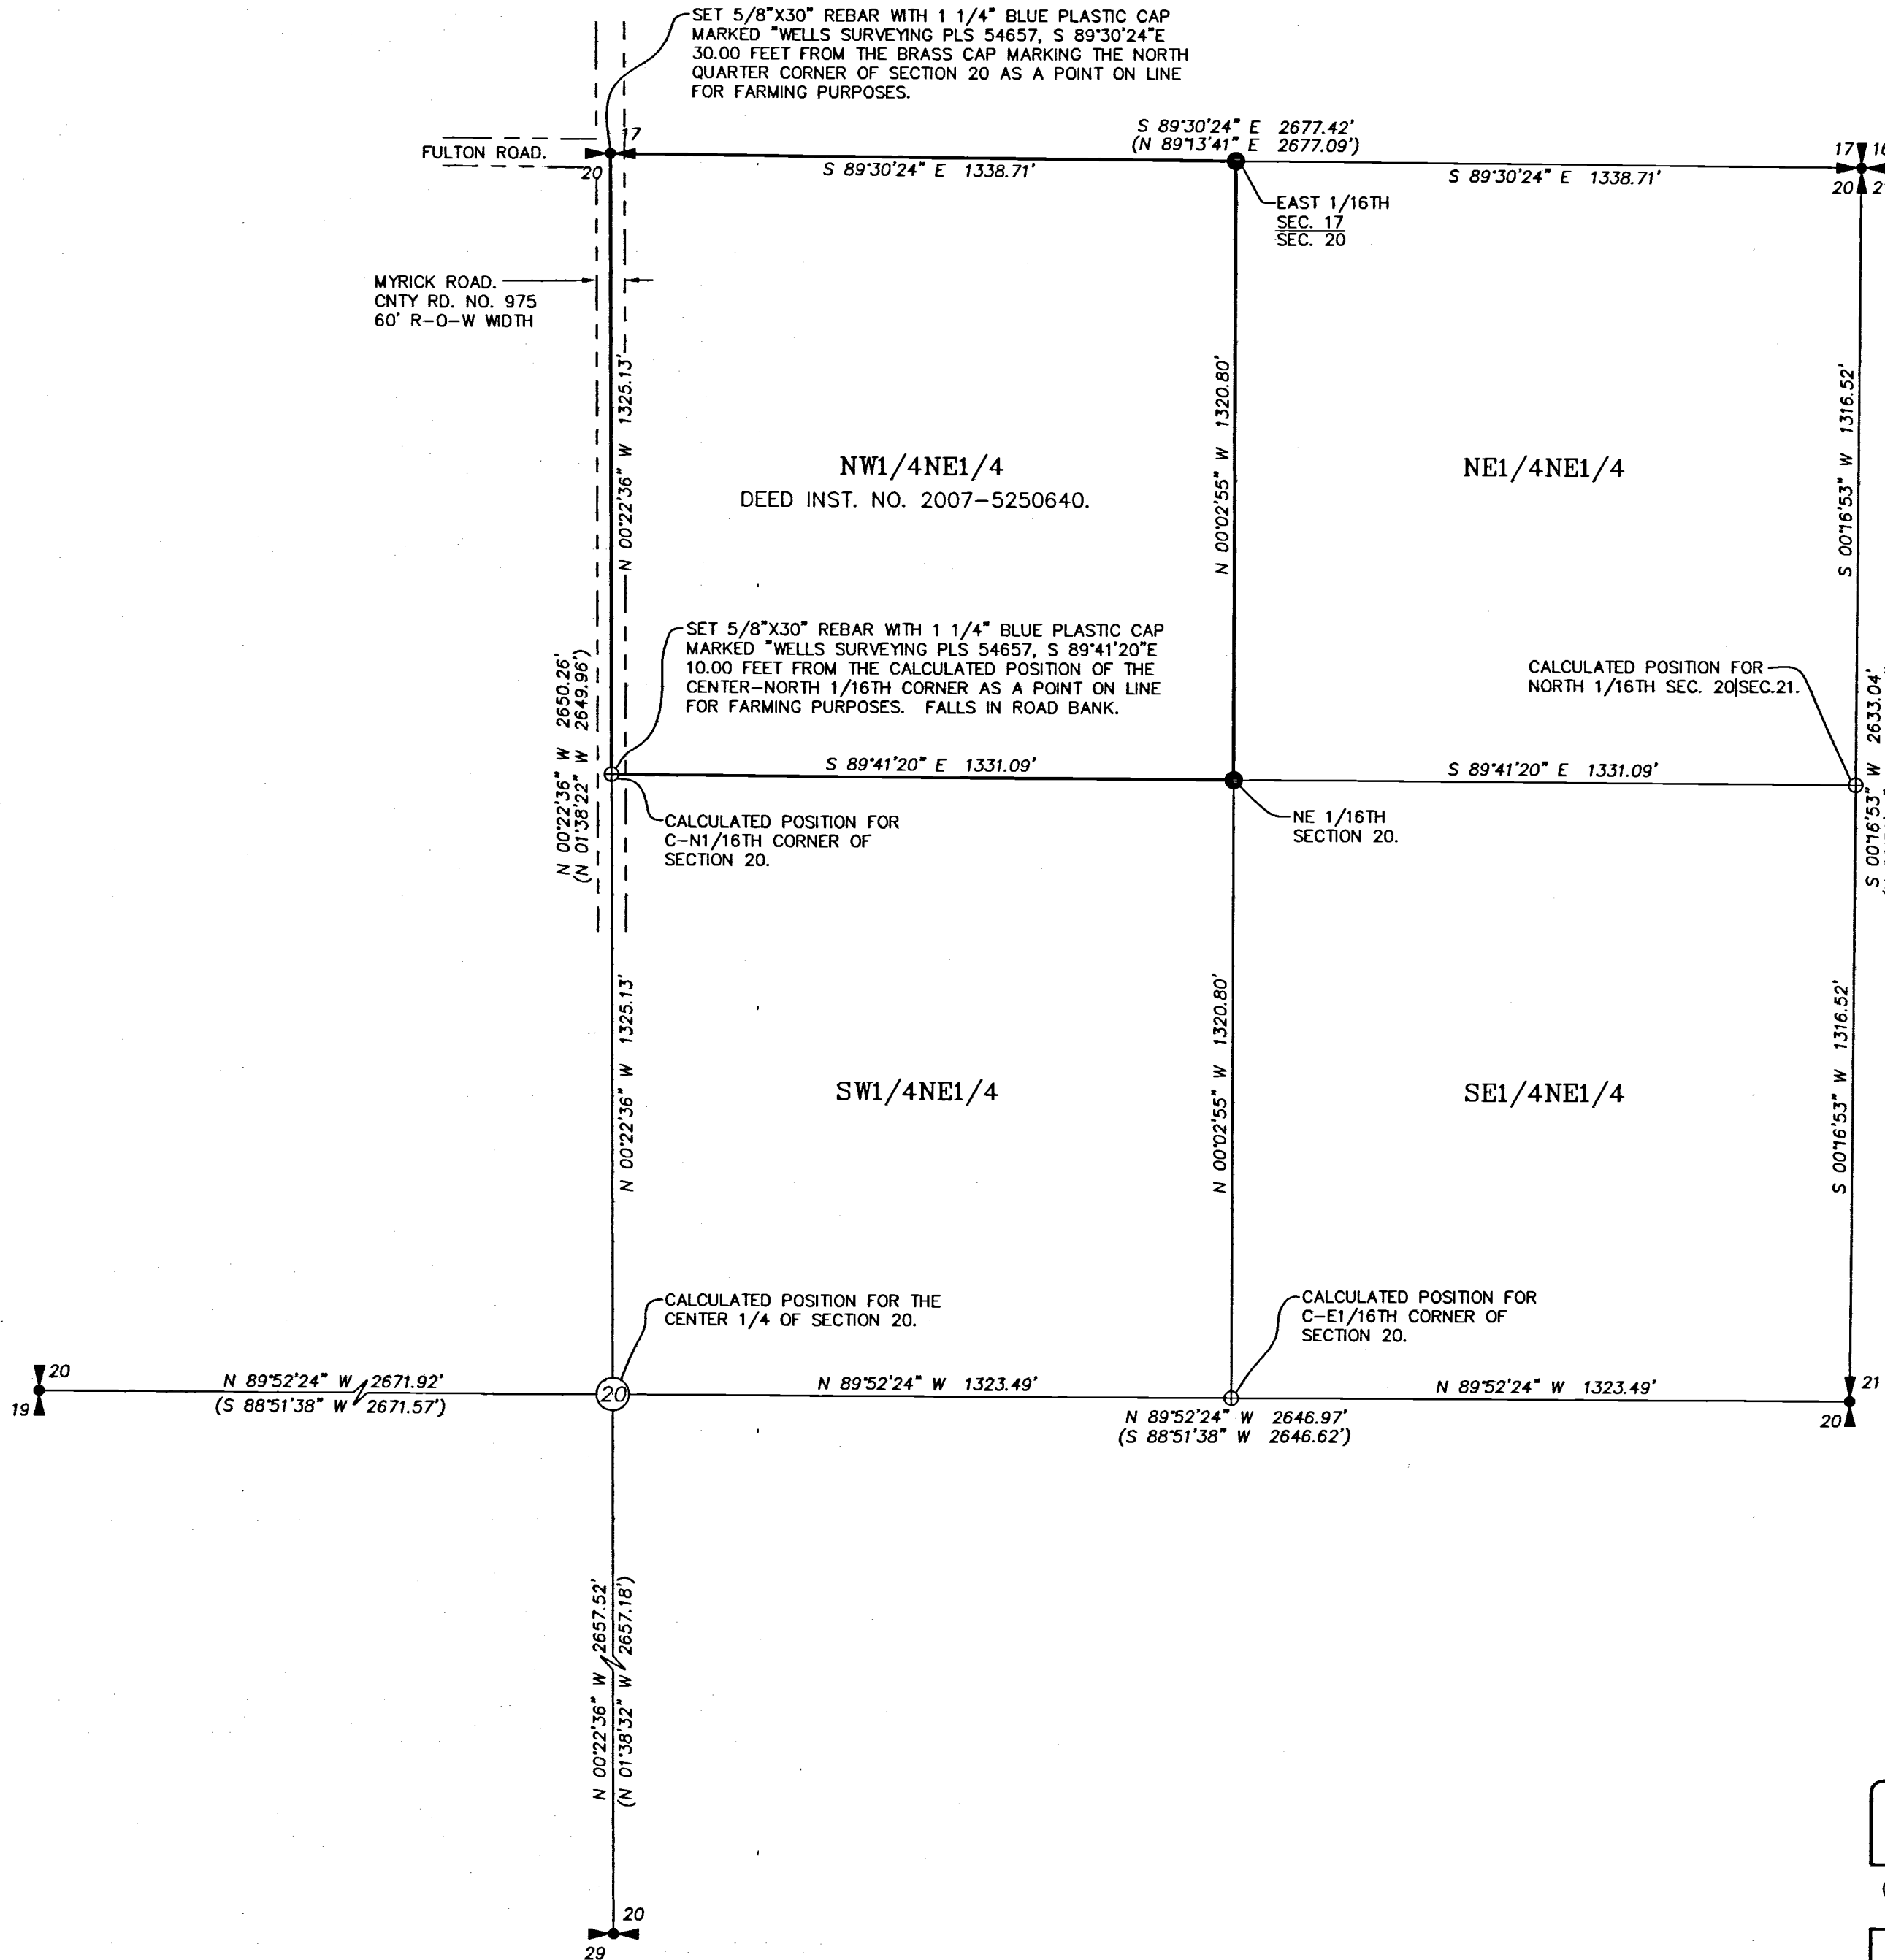 SET 5/8"X30" REBAR WITH 1 1/4" BLUE PLASTIC CAP
MARKED "WELLS SURVEYING PLS 54657, S 89°30'24"E
30.00 FEET FROM THE BRASS CAP MARKING THE NORTH
QUARTER CORNER OF SECTION 20 AS A POINT ON LINE
FOR FARMING PURPOSES.
S 89°30'24" E 2677.42'
(N 89°13'41" E 2677.09')
17
FULTON ROAD.
20
S 89°30'24" E 1338.71'
S 89°30'24" E 1338.71'
17
20
EAST 1/16TH
SEC. 17
SEC. 20
MYRICK ROAD.
CNTY RD. NO. 975
60' R-O-W WIDTH
N 00°22'36" W 1325.13'
N 00°02'55" W 1320.80'
S 00°16'53" W 1316.52'
NW1/4NE1/4
DEED INST. NO. 2007-5250640.
NE1/4NE1/4
SET 5/8"X30" REBAR WITH 1 1/4" BLUE PLASTIC CAP
MARKED "WELLS SURVEYING PLS 54657, S 89°41'20"E
10.00 FEET FROM THE CALCULATED POSITION OF THE
CENTER-NORTH 1/16TH CORNER AS A POINT ON LINE
FOR FARMING PURPOSES. FALLS IN ROAD BANK.
CALCULATED POSITION FOR
NORTH 1/16TH SEC. 20|SEC.21.
N 00°22'36" W 2650.26'
(N 01°38'22" W 2649.96')
S 00°16'53" W 2633.04'
S 89°41'20" E 1331.09'
S 89°41'20" E 1331.09'
CALCULATED POSITION FOR
C-N1/16TH CORNER OF
SECTION 20.
NE 1/16TH
SECTION 20.
N 00°22'36" W 1325.13'
N 00°02'55" W 1320.80'
S 00°16'53" W 1316.52'
SW1/4NE1/4
SE1/4NE1/4
CALCULATED POSITION FOR THE
CENTER 1/4 OF SECTION 20.
CALCULATED POSITION FOR
C-E1/16TH CORNER OF
SECTION 20.
20
19
N 89°52'24" W 2671.92'
(S 88°51'38" W 2671.57')
20
N 89°52'24" W 1323.49'
N 89°52'24" W 1323.49'
21
20
N 89°52'24" W 2646.97'
(S 88°51'38" W 2646.62')
N 00°22'36" W 2657.52'
(N 01°38'32" W 2657.18')
20
29